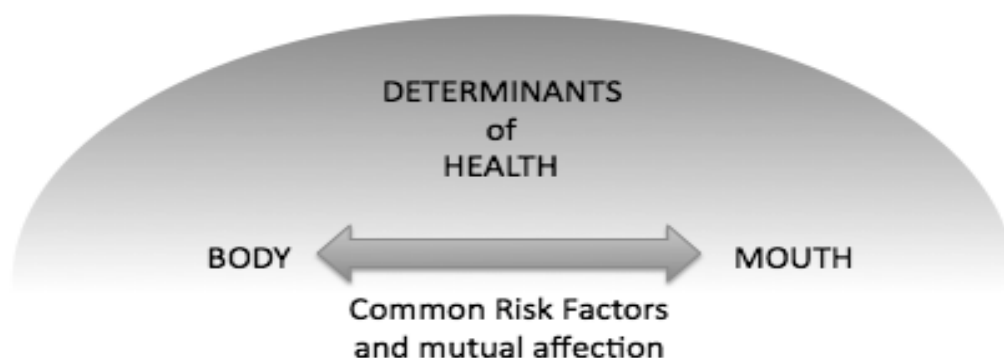 DETERMINANTS
of
HEALTH
BODY
MOUTH
Common Risk Factors
and mutual affection